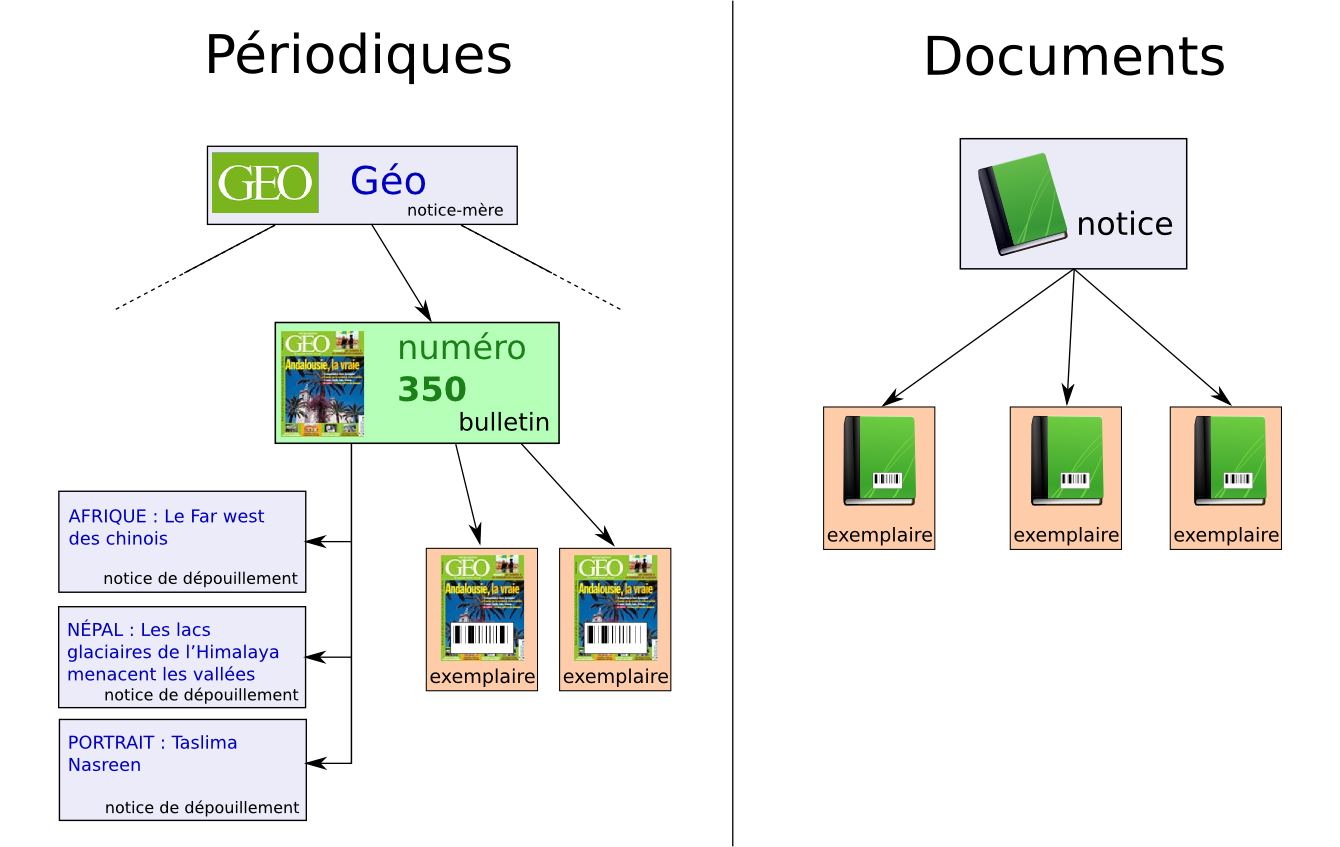 Périodiques
GEO
Géo
notice-mère
GEO
Andalousie, la vraie
numéro
350
bulletin
AFRIQUE : Le Far west
des chinois
notice de dépouillement
NÉPAL : Les lacs
glaciaires de l’Himalaya
menacent les vallées
notice de dépouillement
PORTRAIT : Taslima
Nasreen
notice de dépouillement
GEO
Andalousie, la vraie
exemplaire
GEO
Andalousie, la vraie
exemplaire
Documents
notice
exemplaire
exemplaire
exemplaire